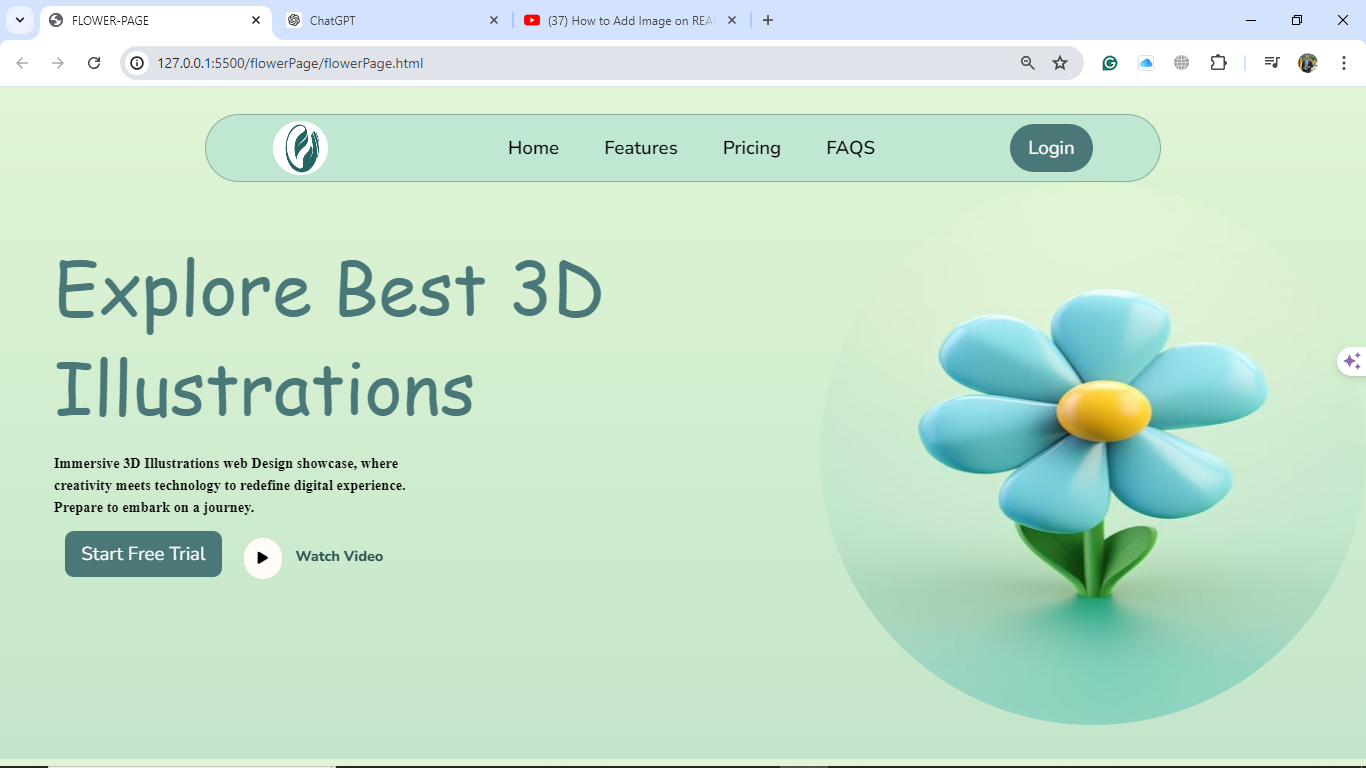 FLOWER-PAGE
ChatGPT
(37) How to Add Image on REA
127.0.0.1:5500/flowerPage/flowerPage.html
Home Features Pricing FAQS Login
Explore Best 3D
Illustrations
Immersive 3D Illustrations web Design showcase, where
creativity meets technology to redefine digital experience.
Prepare to embark on a journey.
Start Free Trial Watch Video